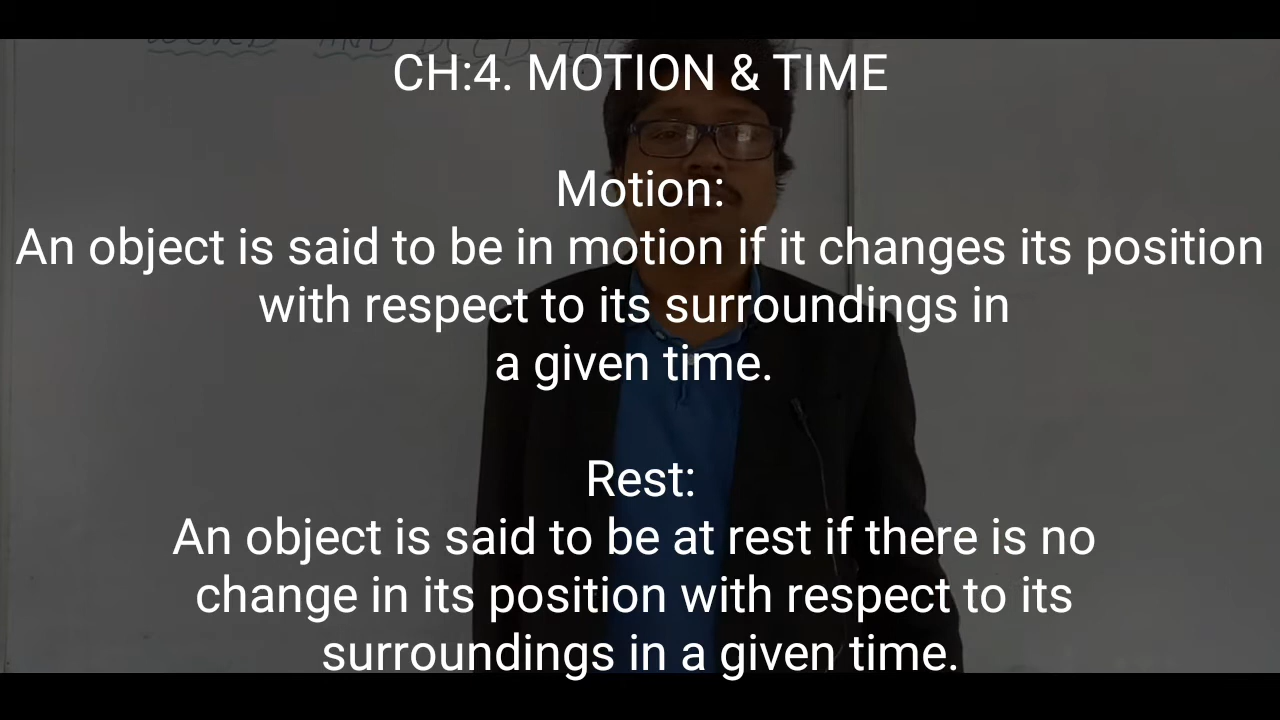 CH:4. MOTION & TIME
Motion:
An object is said to be in motion if it changes its position
with respect to its surroundings in
a given time.
Rest:
An object is said to be at rest if there is no
change in its position with respect to its
surroundings in a given time.